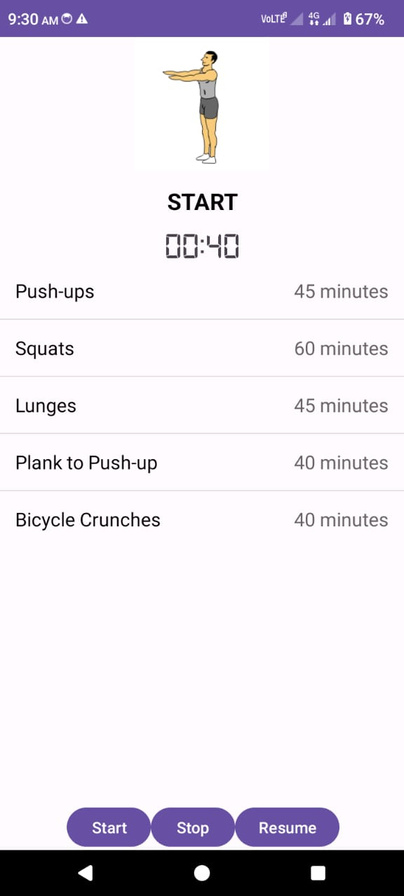 9:30 AM VoLTE 4G 67%
START
00:40
Push-ups 45 minutes
Squats 60 minutes
Lunges 45 minutes
Plank to Push-up 40 minutes
Bicycle Crunches 40 minutes
Start Stop Resume